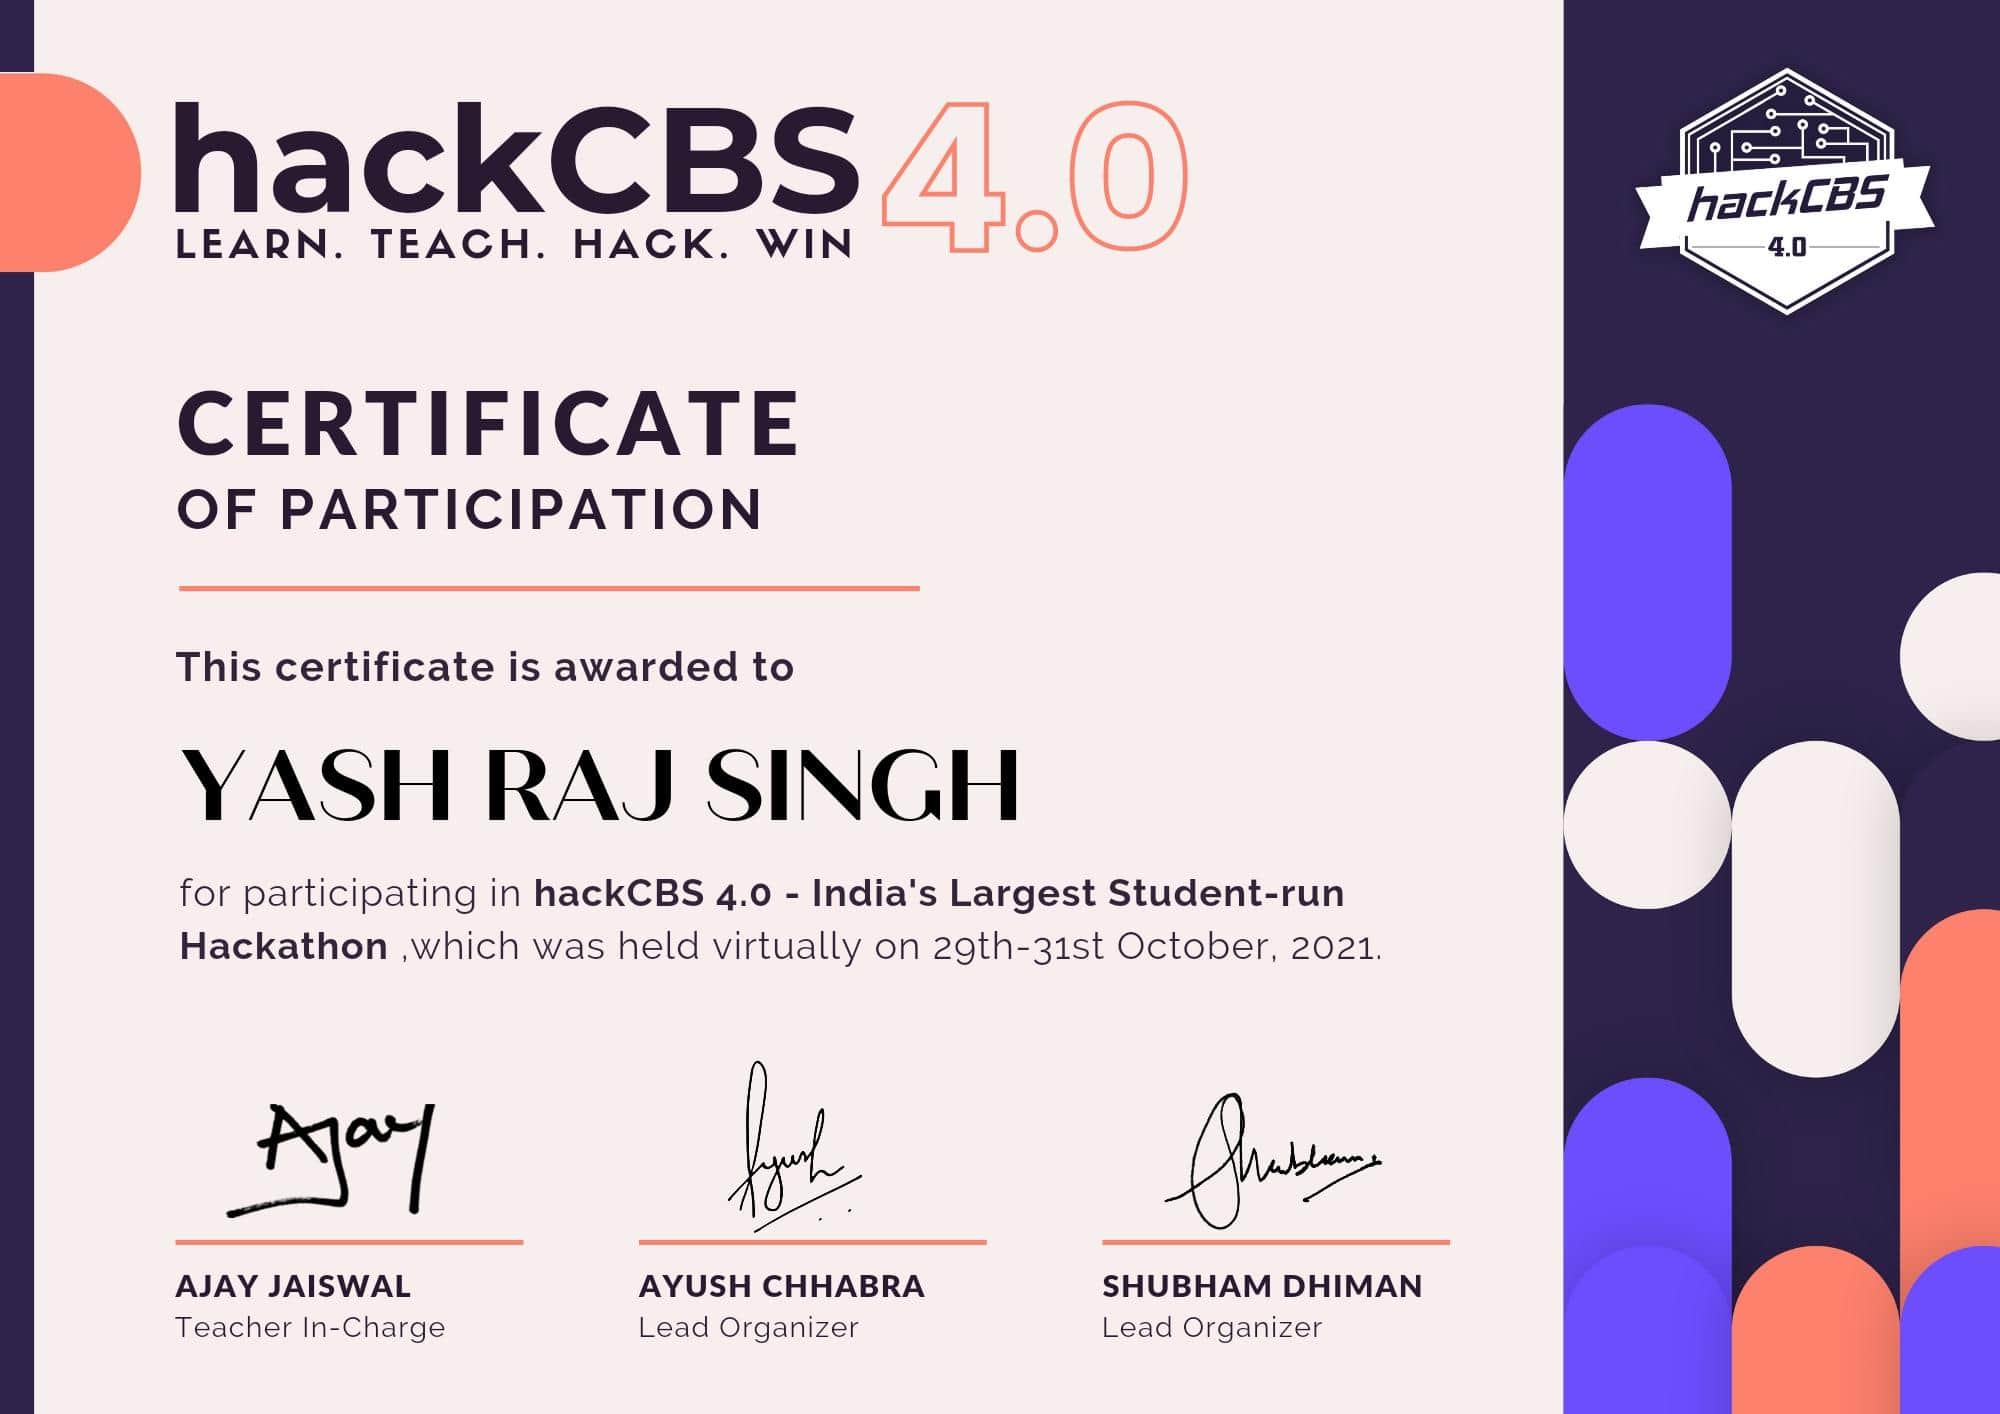 hackCBS 4.0
LEARN. TEACH. HACK. WIN
hackCBS
4.0
CERTIFICATE
OF PARTICIPATION
This certificate is awarded to
YASH RAJ SINGH
for participating in hackCBS 4.0 - India's Largest Student-run
Hackathon ,which was held virtually on 29th-31st October, 2021.
Ajay
Ayush
Shubham
AJAY JAISWAL
Teacher In-Charge
AYUSH CHHABRA
Lead Organizer
SHUBHAM DHIMAN
Lead Organizer